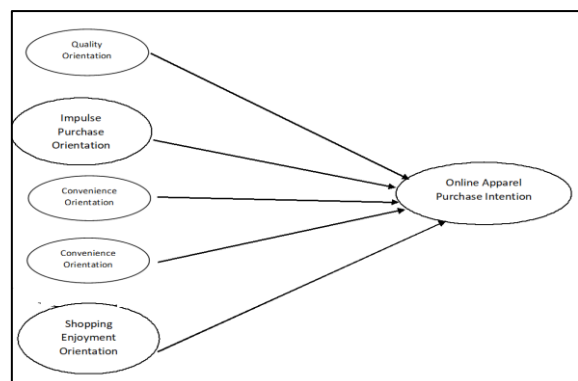 Quality
Orientation
Impulse
Purchase
Orientation
Convenience
Orientation
Convenience
Orientation
Shopping
Enjoyment
Orientation
Online Apparel
Purchase Intention